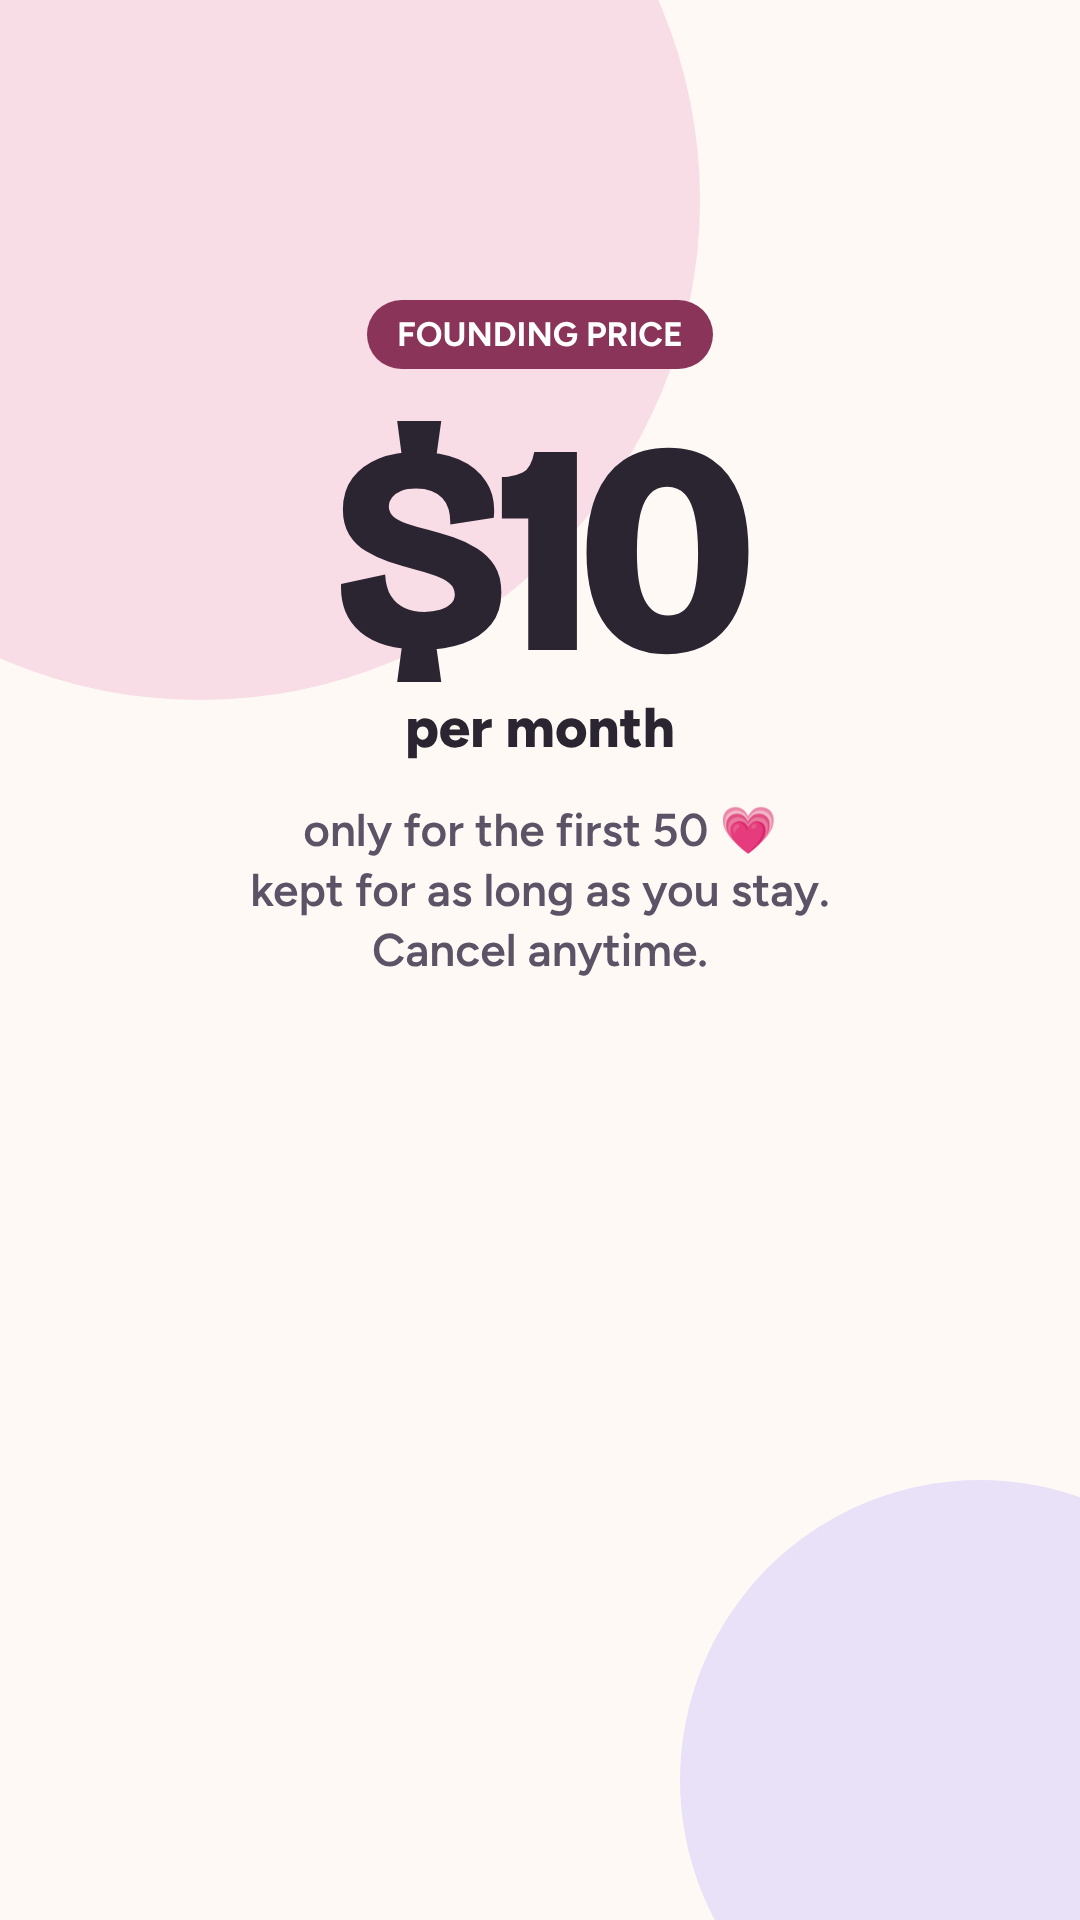 FOUNDING PRICE
$10
per month
only for the first 50 💗
kept for as long as you stay.
Cancel anytime.